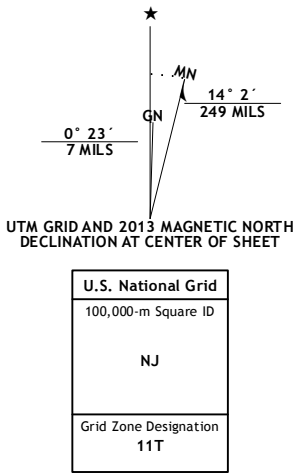 ★
MN
GN
14° 2´
249 MILS
0° 23´
7 MILS
UTM GRID AND 2013 MAGNETIC NORTH
DECLINATION AT CENTER OF SHEET
U.S. National Grid
100,000-m Square ID
NJ
Grid Zone Designation
11T